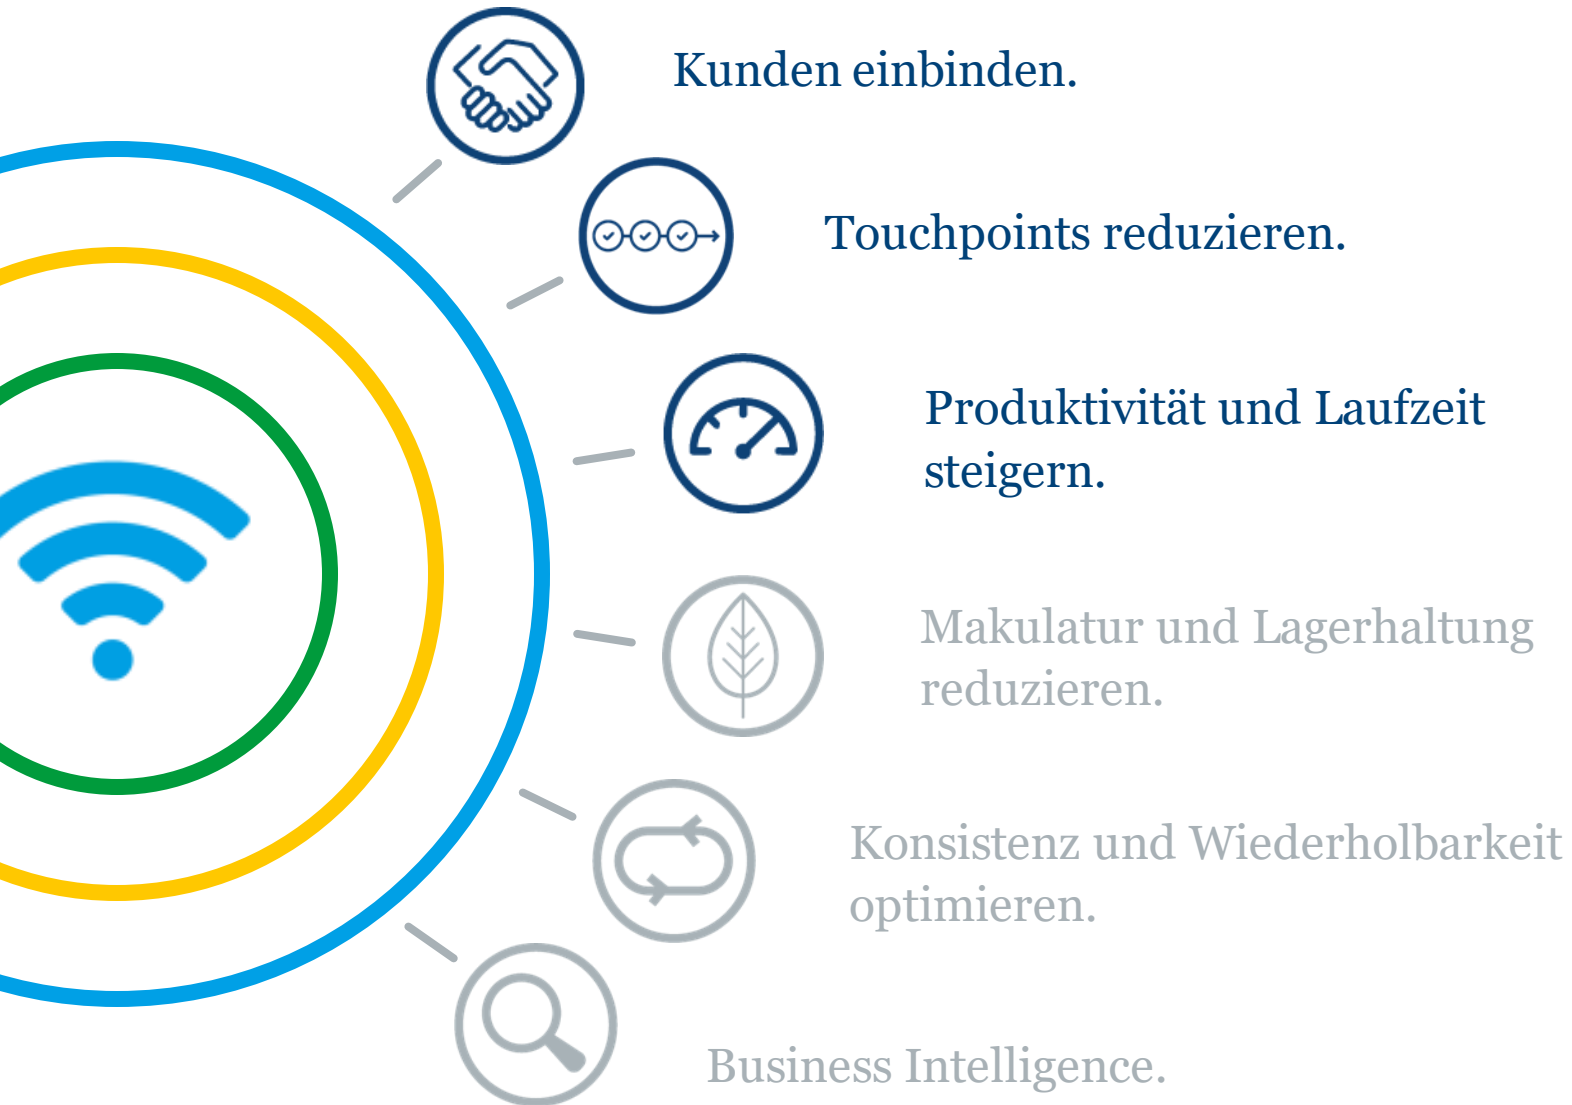 Kunden einbinden.
Touchpoints reduzieren.
Produktivität und Laufzeit
steigern.
Makulatur und Lagerhaltung
reduzieren.
Konsistenz und Wiederholbarkeit
optimieren.
Business Intelligence.